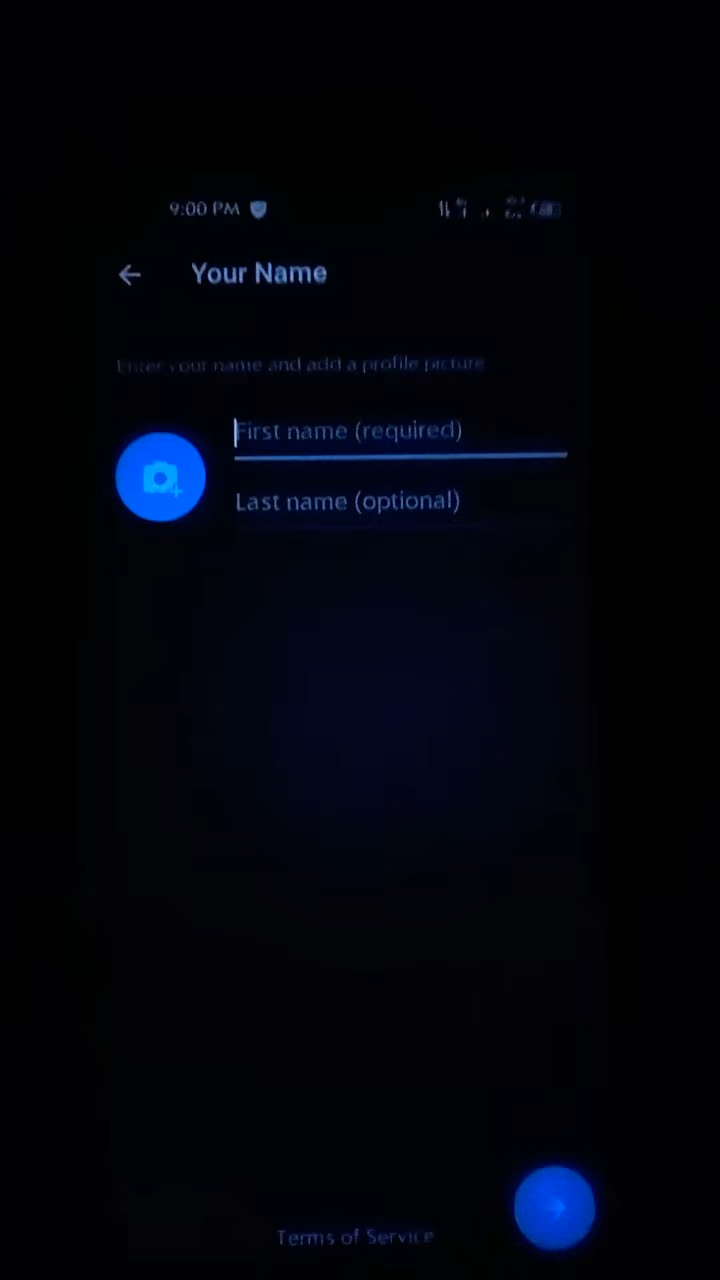 9:00 PM
Your Name
Enter your name and add a profile picture
First name (required)
Last name (optional)
Terms of Service